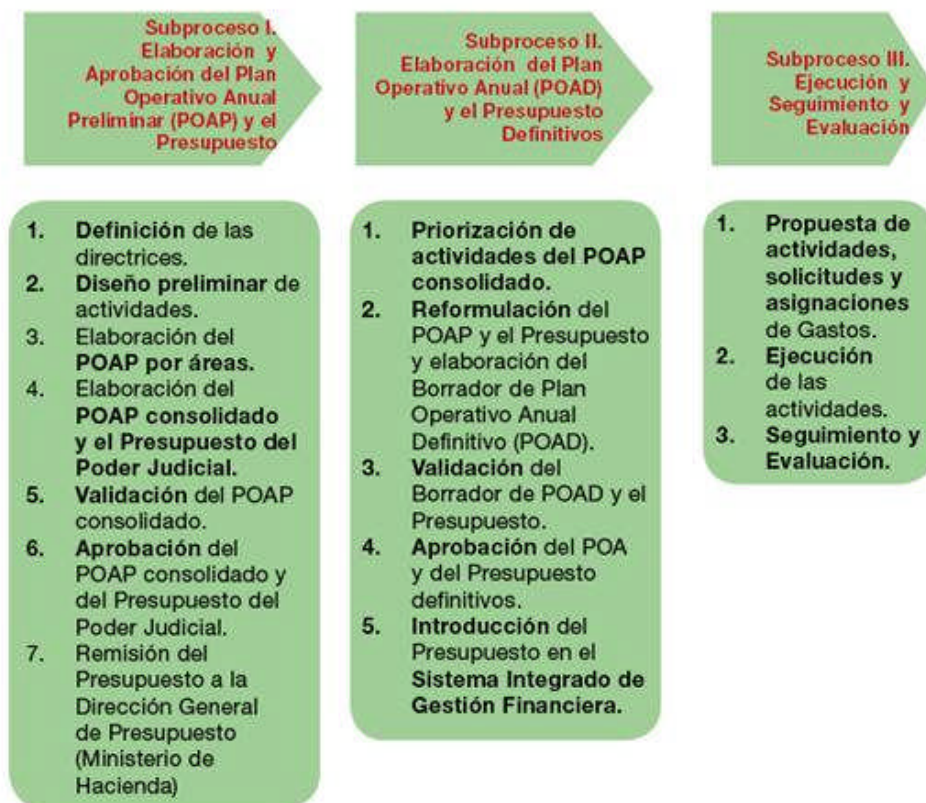 Subproceso I.
Elaboración y
Aprobación del Plan
Operativo Anual
Preliminar (POAP) y el
Presupuesto
Subproceso II.
Elaboración del Plan
Operativo Anual (POAD)
y el Presupuesto
Definitivos
Subproceso III.
Ejecución y
Seguimiento y
Evaluación
1. Definición de las
directrices.
2. Diseño preliminar de
actividades.
3. Elaboración del
POAP por áreas.
4. Elaboración del
POAP consolidado
y el Presupuesto del
Poder Judicial.
5. Validación del POAP
consolidado.
6. Aprobación del
POAP consolidado y
del Presupuesto del
Poder Judicial.
7. Remisión del
Presupuesto a la
Dirección General
de Presupuesto
(Ministerio de
Hacienda)
1. Priorización de
actividades del POAP
consolidado.
2. Reformulación del
POAP y el Presupuesto
y elaboración del
Borrador de Plan
Operativo Anual
Definitivo (POAD).
3. Validación del
Borrador de POAD y el
Presupuesto.
4. Aprobación del POA
y del Presupuesto
definitivos.
5. Introducción del
Presupuesto en el
Sistema Integrado de
Gestión Financiera.
1. Propuesta de
actividades,
solicitudes y
asignaciones
de Gastos.
2. Ejecución
de las
actividades.
3. Seguimiento y
Evaluación.